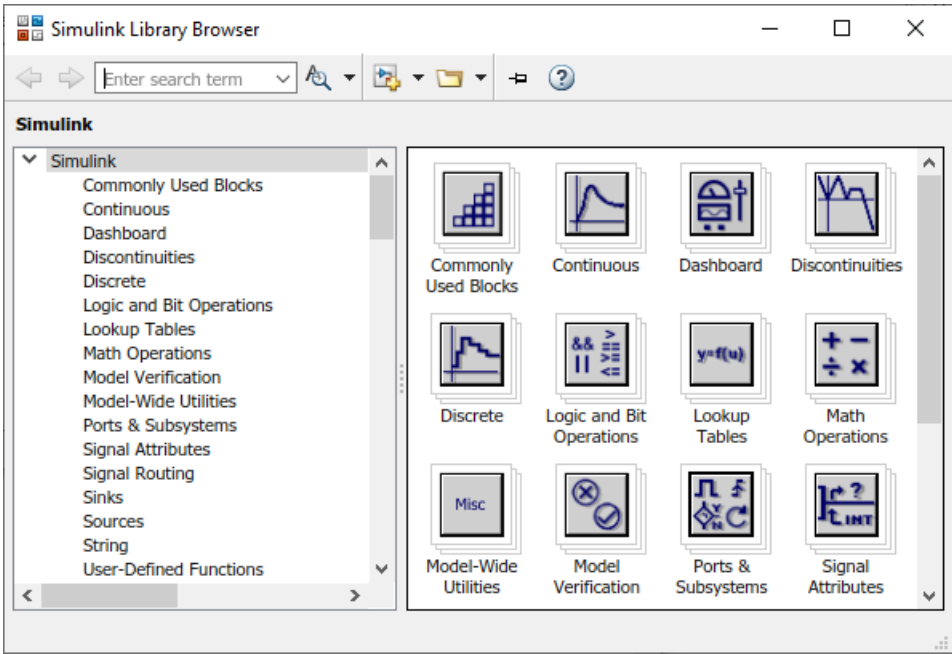 Simulink Library Browser
Enter search term
Simulink
Simulink
Commonly Used Blocks
Continuous
Dashboard
Discontinuities
Discrete
Logic and Bit Operations
Lookup Tables
Math Operations
Model Verification
Model-Wide Utilities
Ports & Subsystems
Signal Attributes
Signal Routing
Sinks
Sources
String
User-Defined Functions
Commonly
Used Blocks
Continuous
Dashboard
Discontinuities
&& > ==
|| >= <=
y=f(u)
+ −
÷ ×
Discrete
Logic and Bit
Operations
Lookup
Tables
Math
Operations
Misc
Y
N
?
INT
Model-Wide
Utilities
Model
Verification
Ports &
Subsystems
Signal
Attributes